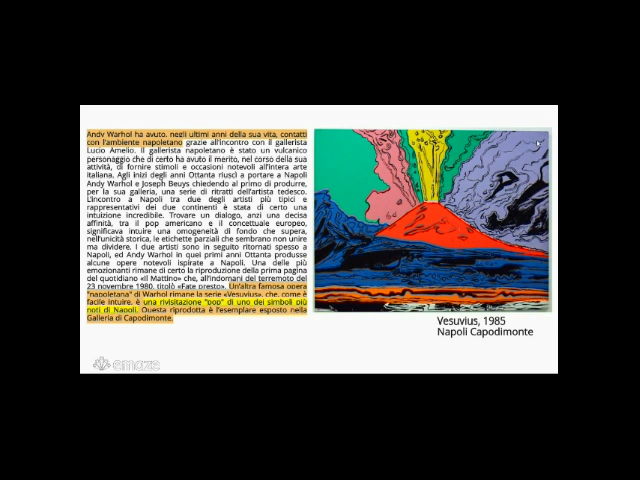 Andy Warhol ha avuto, negli ultimi anni della sua vita, contatti
con l'ambiente napoletano grazie all'incontro con il gallerista
Lucio Amelio. Il gallerista napoletano è stato un vulcanico
personaggio che di certo ha avuto il merito, nel corso della sua
attività, di fornire stimoli e occasioni notevoli all'intera arte
italiana. Agli inizi degli anni Ottanta riuscì a portare a Napoli
Andy Warhol e Joseph Beuys chiedendo al primo di produrre,
per la sua galleria, una serie di ritratti dell'artista tedesco.
L'incontro a Napoli tra due degli artisti più tipici e
rappresentativi dei due continenti è stata di certo una
intuizione incredibile. Trovare un dialogo, anzi una decisa
affinità, tra il pop americano e il concettuale europeo,
significava intuire una omogeneità di fondo che supera,
nell'unicità storica, le etichette parziali che sembrano non unire
ma dividere. I due artisti sono in seguito ritornati spesso a
Napoli, ed Andy Warhol in quei primi anni Ottanta produsse
alcune opere notevoli ispirate a Napoli. Una delle più
emozionanti rimane di certo la riproduzione della prima pagina
del quotidiano «Il Mattino» che, all'indomani del terremoto del
23 novembre 1980, titolò «Fate presto». Un'altra famosa opera
"napoletana" di Warhol rimane la serie «Vesuvius», che, come è
facile intuire, è una rivisitazione "pop" di uno dei simboli più
noti di Napoli. Questa riprodotta è l'esemplare esposto nella
Galleria di Capodimonte.
Vesuvius, 1985
Napoli Capodimonte
emaze